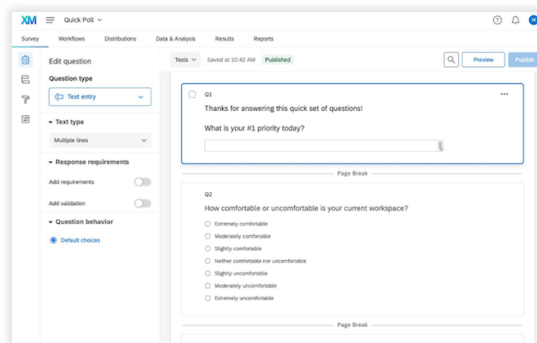 XM Quick Poll
Survey Workflows Distributions Data & Analysis Results Reports
Edit question
Question type
Text entry
Text type
Multiple lines
Response requirements
Add requirements
Add validation
Question behavior
Default choices
Tools Saved at 10:42 AM Published Preview Publish
Q1
Thanks for answering this quick set of questions!
What is your #1 priority today?
Page Break
Q2
How comfortable or uncomfortable is your current workspace?
Extremely comfortable
Moderately comfortable
Slightly comfortable
Neither comfortable nor uncomfortable
Slightly uncomfortable
Moderately uncomfortable
Extremely uncomfortable
Page Break